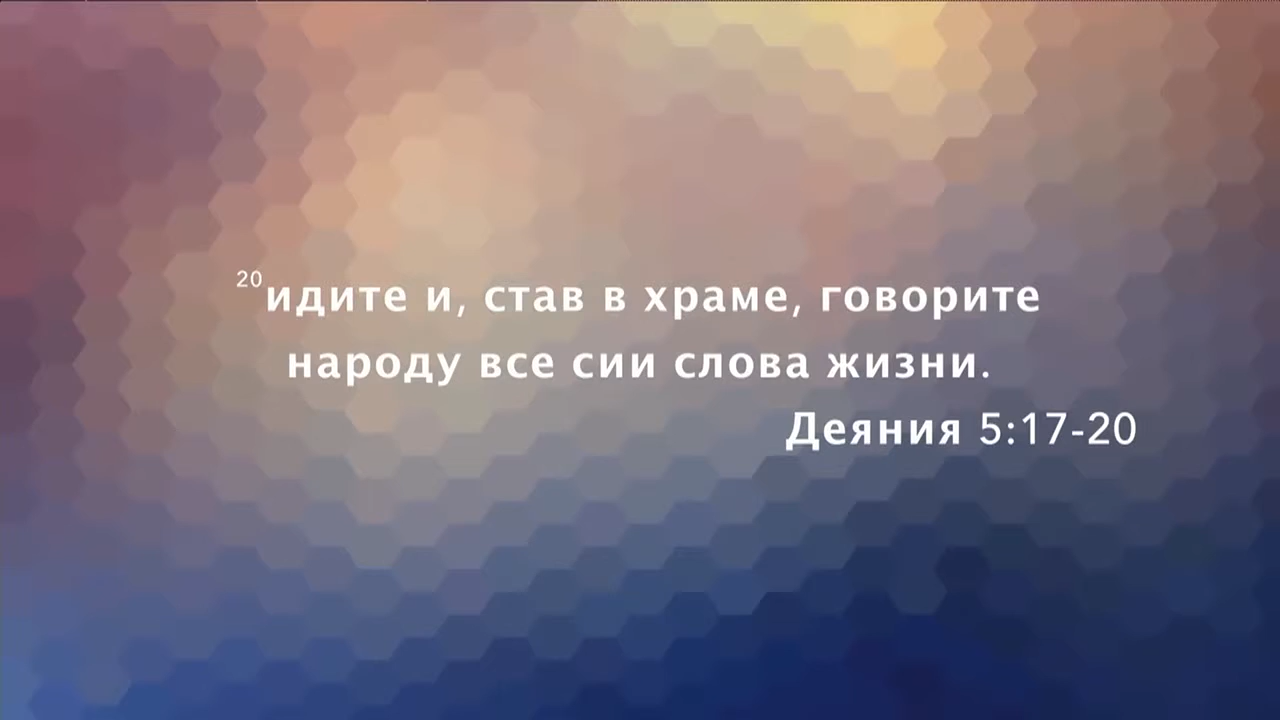 20идите и, став в храме, говорите
народу все сии слова жизни.
Деяния 5:17-20